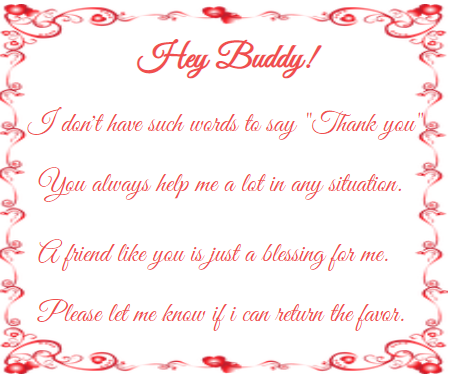 Hey Buddy!
I don't have such words to say "Thank you"
You always help me a lot in any situation.
A friend like you is just a blessing for me.
Please let me know if i can return the favor.